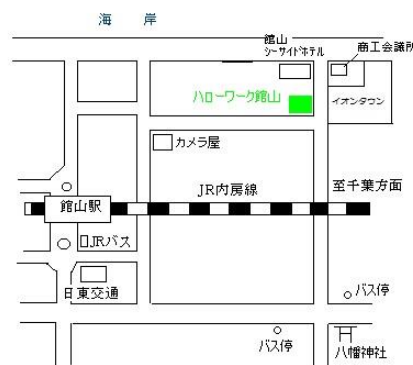 海 岸
館山
シーサイドホテル
商工会議所
ハローワーク館山
イオンタウン
カメラ屋
JR内房線
至千葉方面
館山駅
JRバス
日東交通
バス停
バス停
八幡神社